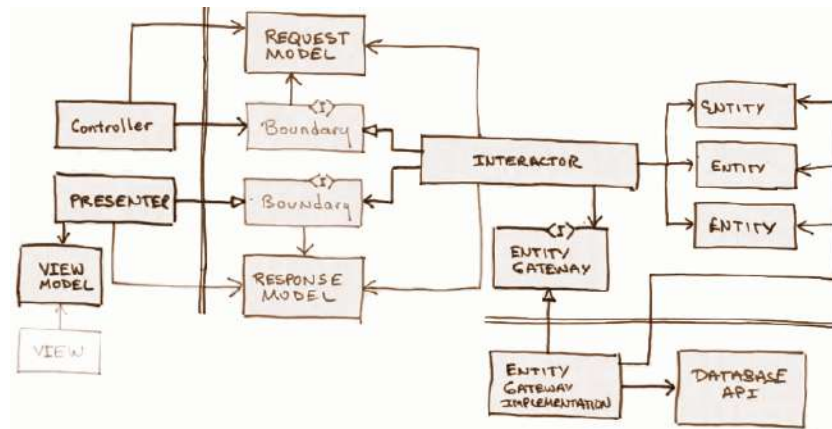 REQUEST
MODEL
<I>
Controller
Boundary
ENTITY
INTERACTOR
ENTITY
<I>
PRESENTER
Boundary
ENTITY
<I>
ENTITY
GATEWAY
VIEW
MODEL
RESPONSE
MODEL
VIEW
ENTITY
GATEWAY
IMPLEMENTATION
DATABASE
API